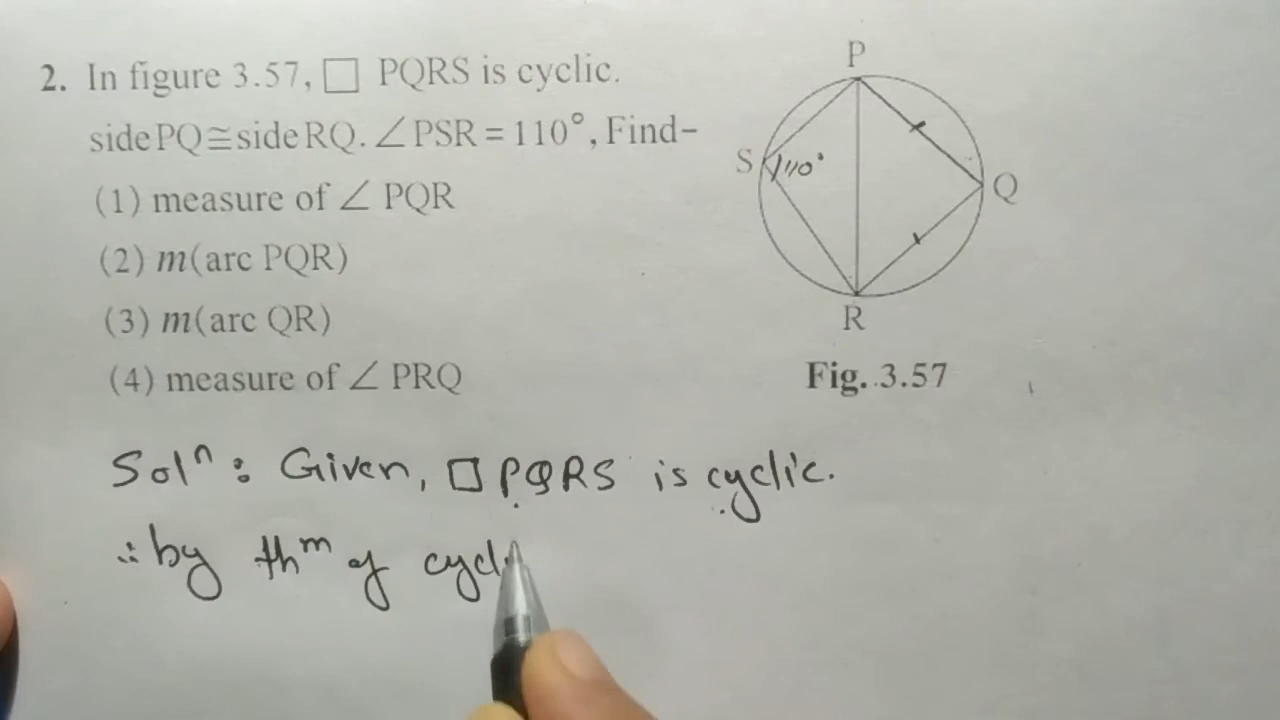 2. In figure 3.57, □ PQRS is cyclic.
side PQ ≅ side RQ. ∠ PSR = 110°, Find-
(1) measure of ∠ PQR
(2) m(arc PQR)
(3) m(arc QR)
(4) measure of ∠ PRQ
P
S
110°
Q
R
Fig. 3.57
Solⁿ : Given, □ PQRS is cyclic.
∴ by thᵐ of cycl